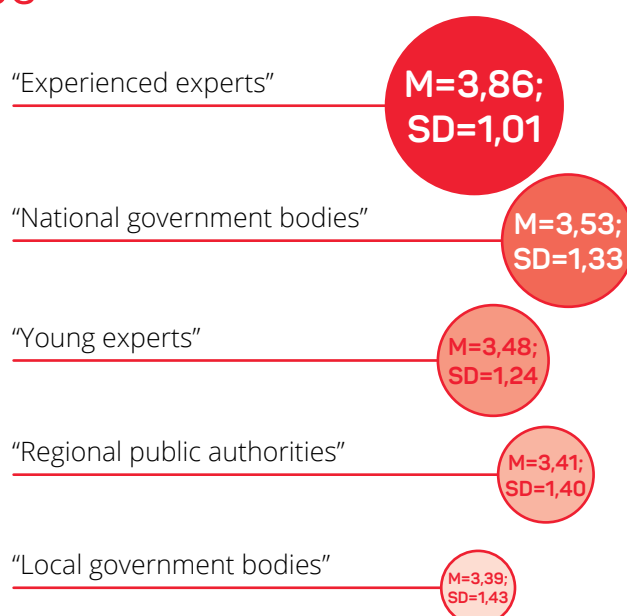 “Experienced experts”
M=3,86;
SD=1,01
“National government bodies”
M=3,53;
SD=1,33
“Young experts”
M=3,48;
SD=1,24
“Regional public authorities”
M=3,41;
SD=1,40
“Local government bodies”
M=3,39;
SD=1,43